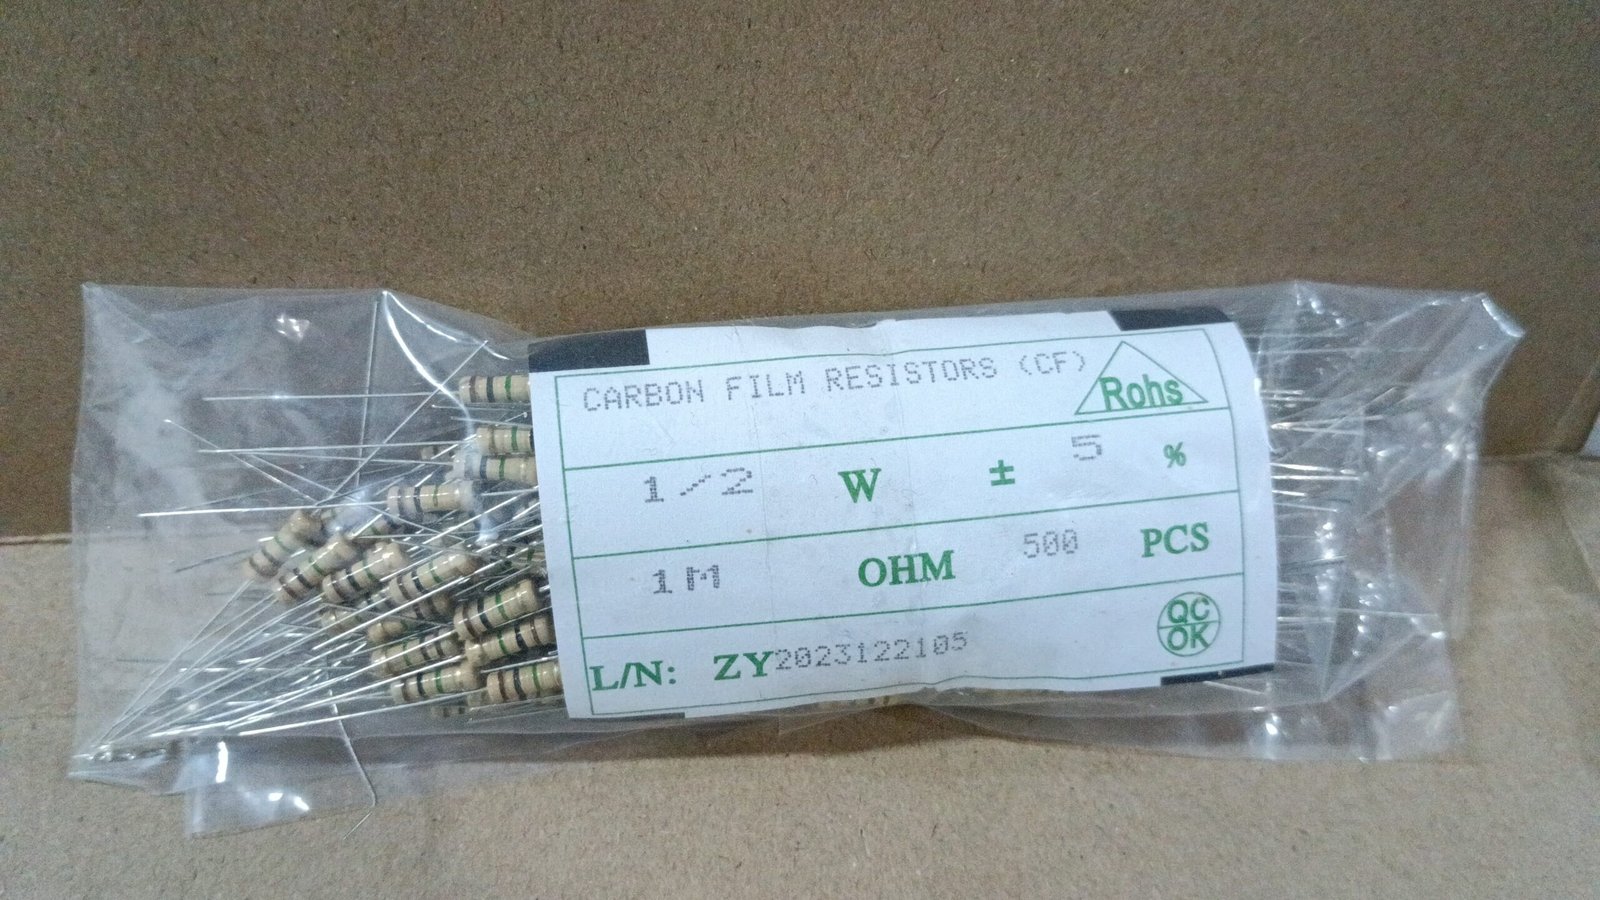 CARBON FILM RESISTORS (CF)
Rohs
1/2 W ± 5 %
1M OHM 500 PCS
L/N: ZY2023122105
QC
OK